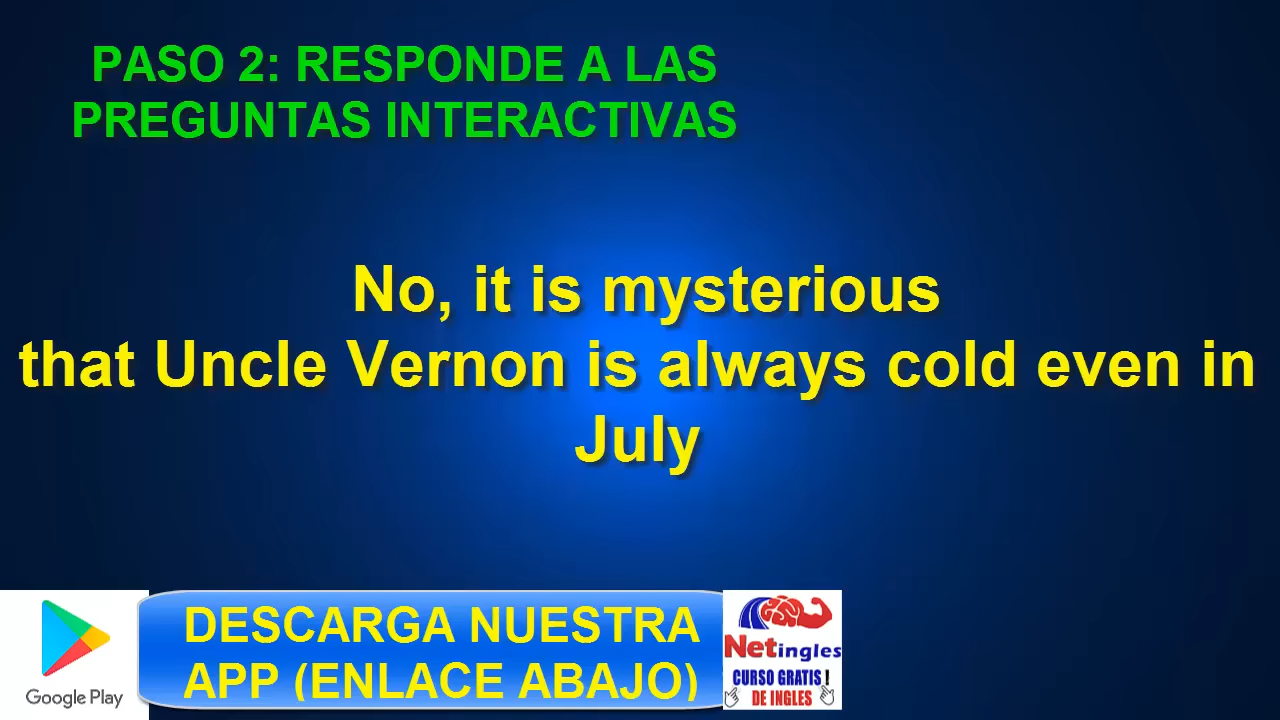 PASO 2: RESPONDE A LAS
PREGUNTAS INTERACTIVAS
No, it is mysterious
that Uncle Vernon is always cold even in
July
Google Play
DESCARGA NUESTRA
APP (ENLACE ABAJO)
Netingles
CURSO GRATIS !
DE INGLES